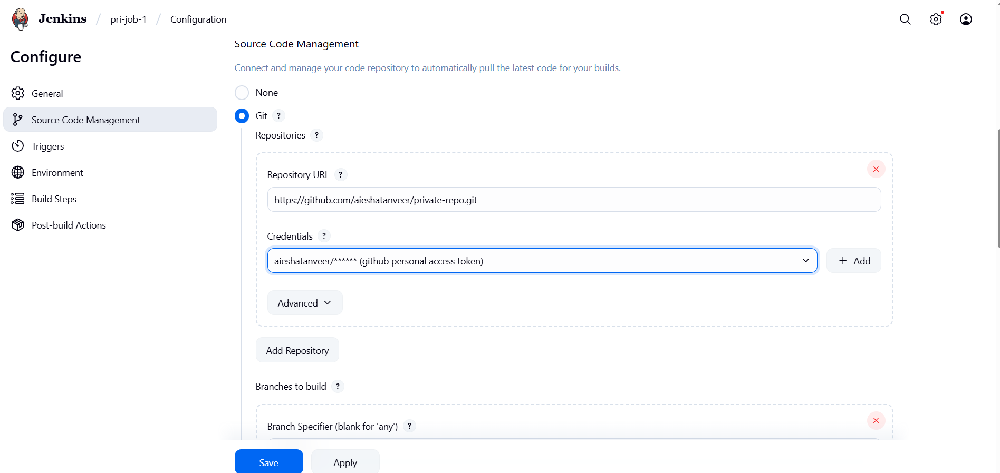 Jenkins / pri-job-1 / Configuration
Configure
General
Source Code Management
Triggers
Environment
Build Steps
Post-build Actions
Source Code Management
Connect and manage your code repository to automatically pull the latest code for your builds.
None
Git ?
Repositories ?
Repository URL ?
https://github.com/aieshatanveer/private-repo.git
Credentials ?
aieshatanveer/****** (github personal access token)
+ Add
Advanced
Add Repository
Branches to build ?
Branch Specifier (blank for 'any') ?
Save
Apply